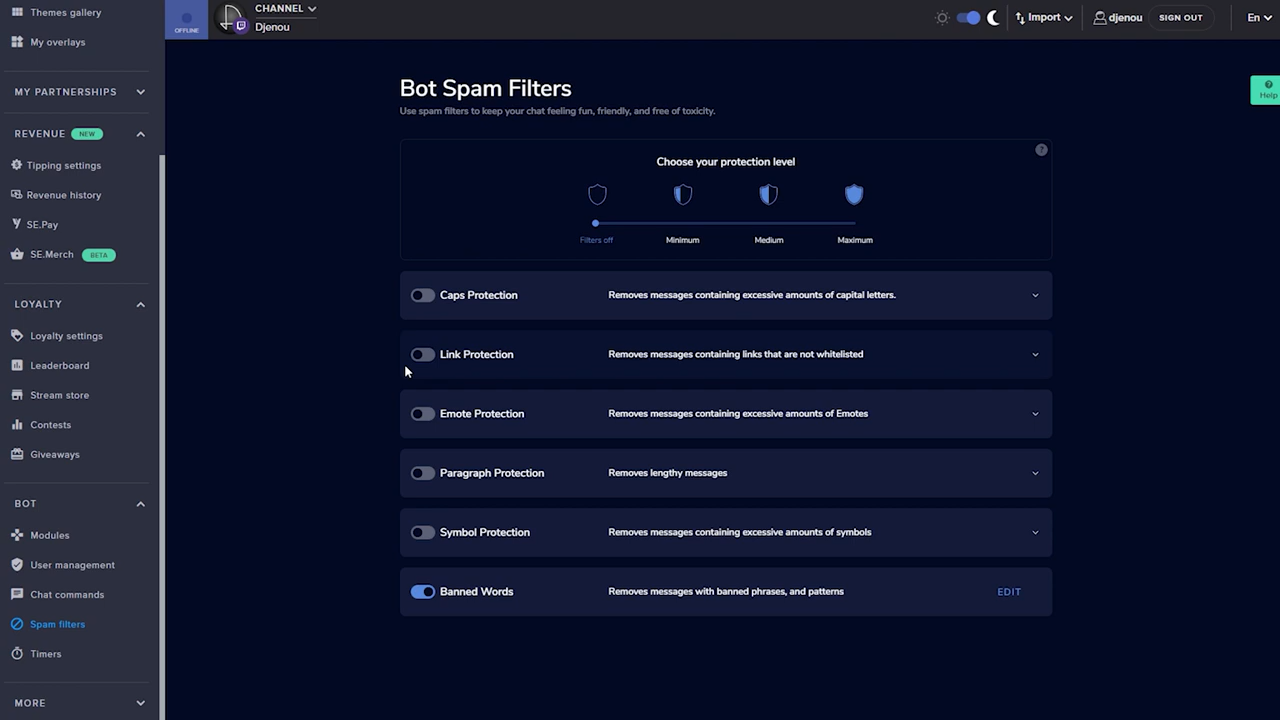 Themes gallery
My overlays
MY PARTNERSHIPS
REVENUE NEW
Tipping settings
Revenue history
SE.Pay
SE.Merch BETA
LOYALTY
Loyalty settings
Leaderboard
Stream store
Contests
Giveaways
BOT
Modules
User management
Chat commands
Spam filters
Timers
MORE
OFFLINE
CHANNEL
Djenou
Import
djenou
SIGN OUT
En
Help
Bot Spam Filters
Use spam filters to keep your chat feeling fun, friendly, and free of toxicity.
Choose your protection level
Filters off Minimum Medium Maximum
Caps Protection Removes messages containing excessive amounts of capital letters.
Link Protection Removes messages containing links that are not whitelisted
Emote Protection Removes messages containing excessive amounts of Emotes
Paragraph Protection Removes lengthy messages
Symbol Protection Removes messages containing excessive amounts of symbols
Banned Words Removes messages with banned phrases, and patterns EDIT